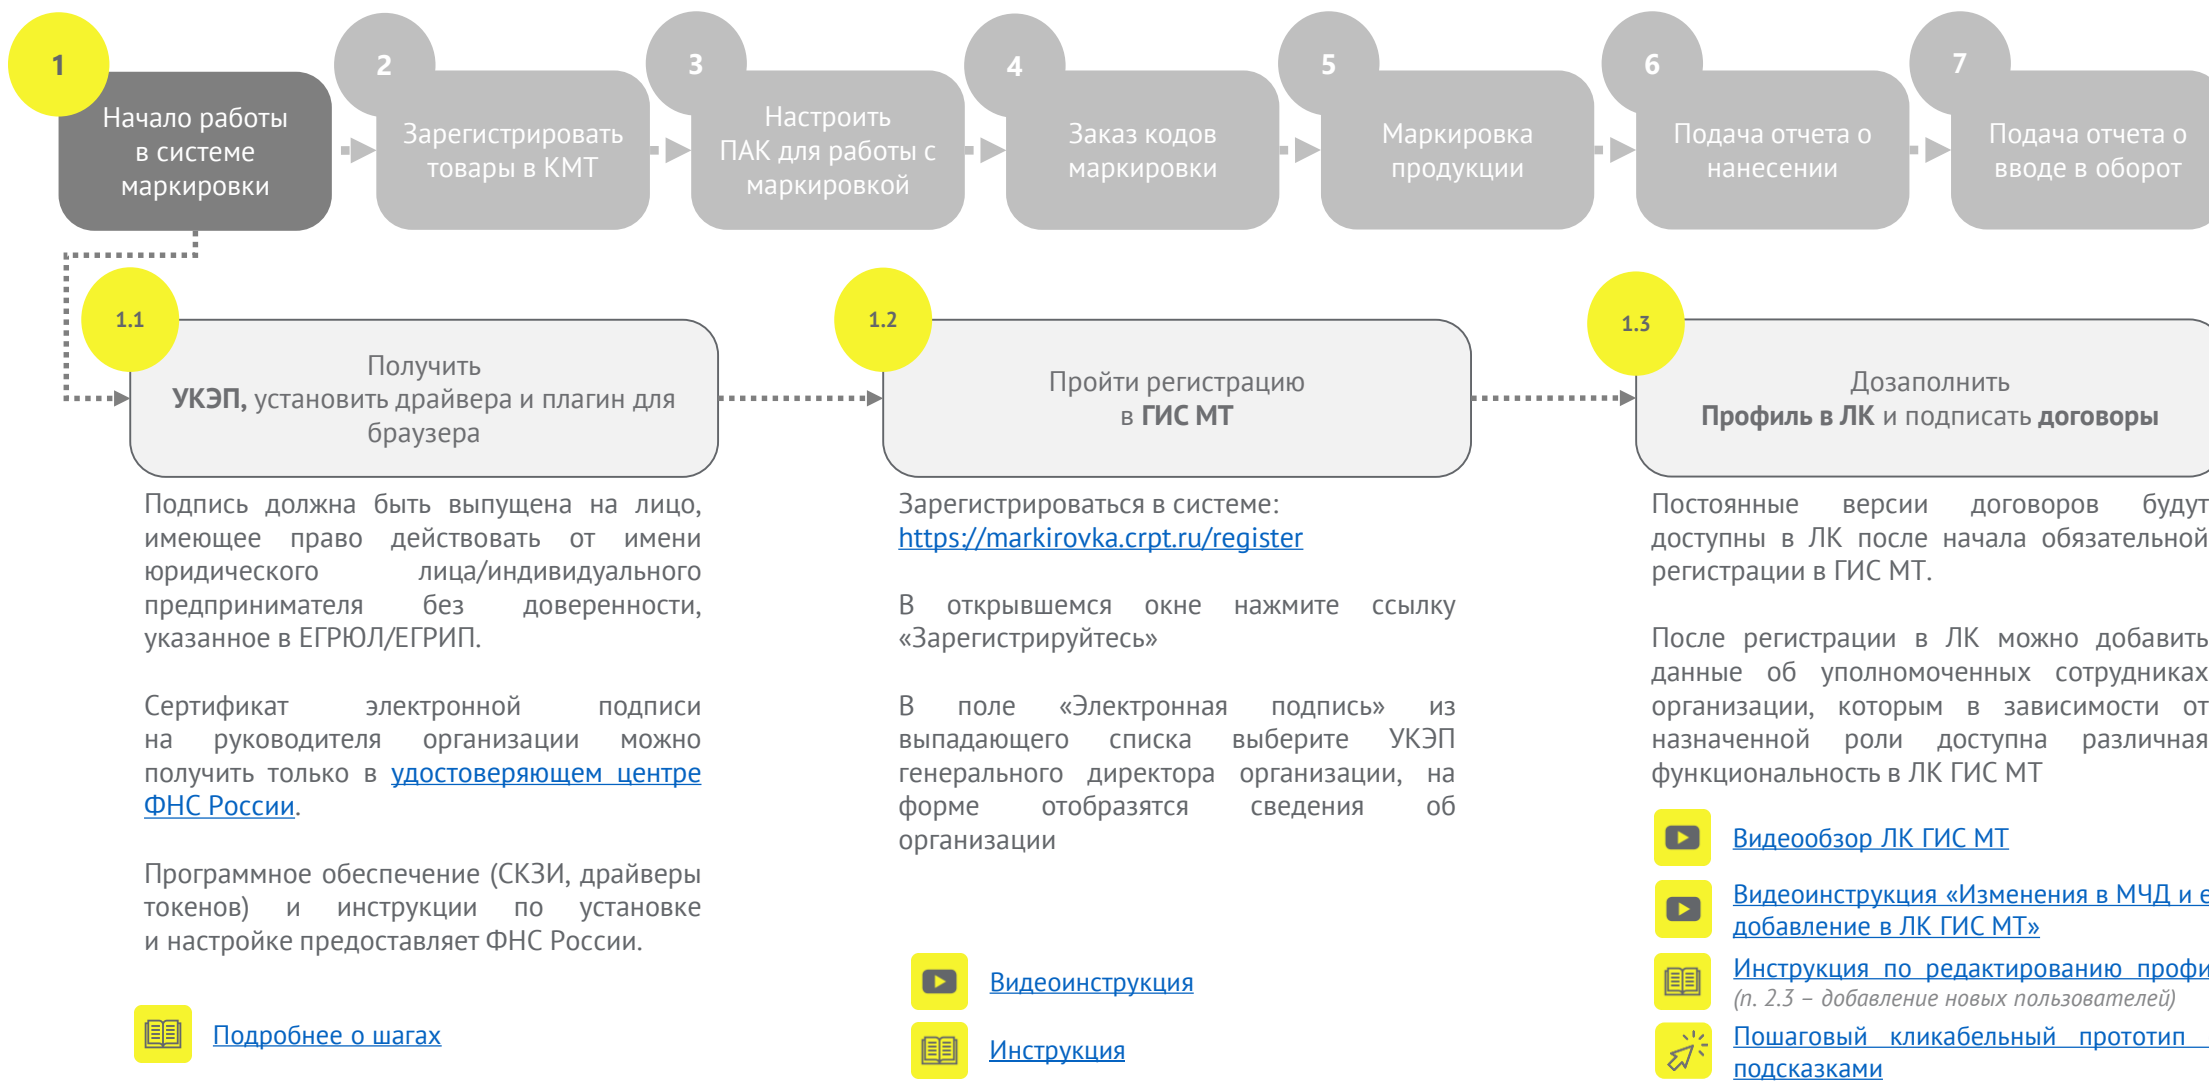 1
Начало работы
в системе
маркировки
2
Зарегистрировать
товары в КМТ
3
Настроить
ПАК для работы с
маркировкой
4
Заказ кодов
маркировки
5
Маркировка
продукции
6
Подача отчета о
нанесении
7
Подача отчета о
вводе в оборот
1.1
Получить
УКЭП, установить драйвера и плагин для
браузера
Подпись должна быть выпущена на лицо,
имеющее право действовать от имени
юридического лица/индивидуального
предпринимателя без доверенности,
указанное в ЕГРЮЛ/ЕГРИП.
Сертификат электронной подписи
на руководителя организации можно
получить только в удостоверяющем центре
ФНС России.
Программное обеспечение (СКЗИ, драйверы
токенов) и инструкции по установке
и настройке предоставляет ФНС России.
Подробнее о шагах
1.2
Пройти регистрацию
в ГИС МТ
Зарегистрироваться в системе:
https://markirovka.crpt.ru/register
В открывшемся окне нажмите ссылку
«Зарегистрируйтесь»
В поле «Электронная подпись» из
выпадающего списка выберите УКЭП
генерального директора организации, на
форме отобразятся сведения об
организации
Видеоинструкция
Инструкция
1.3
Дозаполнить
Профиль в ЛК и подписать договоры
Постоянные версии договоров будут
доступны в ЛК после начала обязательной
регистрации в ГИС МТ.
После регистрации в ЛК можно добавить
данные об уполномоченных сотрудниках
организации, которым в зависимости от
назначенной роли доступна различная
функциональность в ЛК ГИС МТ
Видеообзор ЛК ГИС МТ
Видеоинструкция «Изменения в МЧД и
добавление в ЛК ГИС МТ»
Инструкция по редактированию
(п. 2.3 – добавление новых пользователей)
Пошаговый кликабельный прототип
подсказками